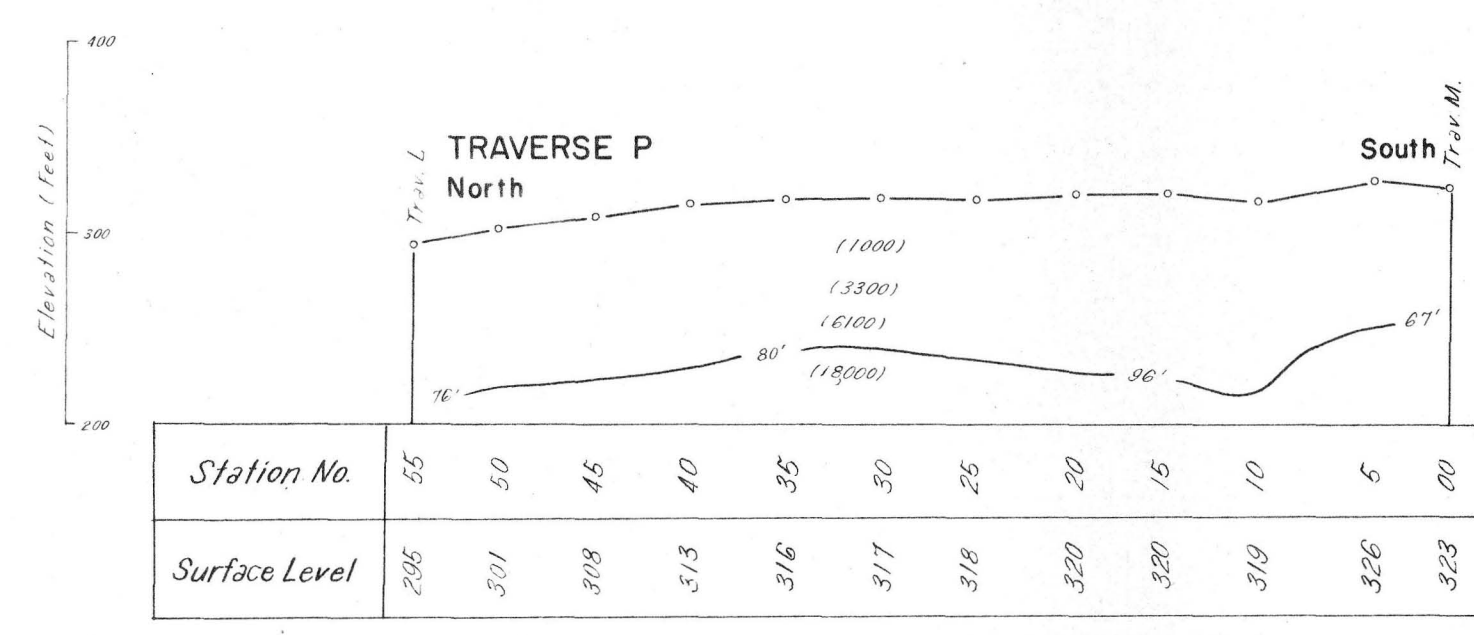 400
Elevation (Feet)
300
200
Trav. L
TRAVERSE P
North
South
Trav. M.
(1000)
(3300)
(6100)
(18,000)
76'
80'
96'
67'
Station No. 55 50 45 40 35 30 25 20 15 10 5 00
Surface Level 295 301 308 313 316 317 318 320 320 319 326 323